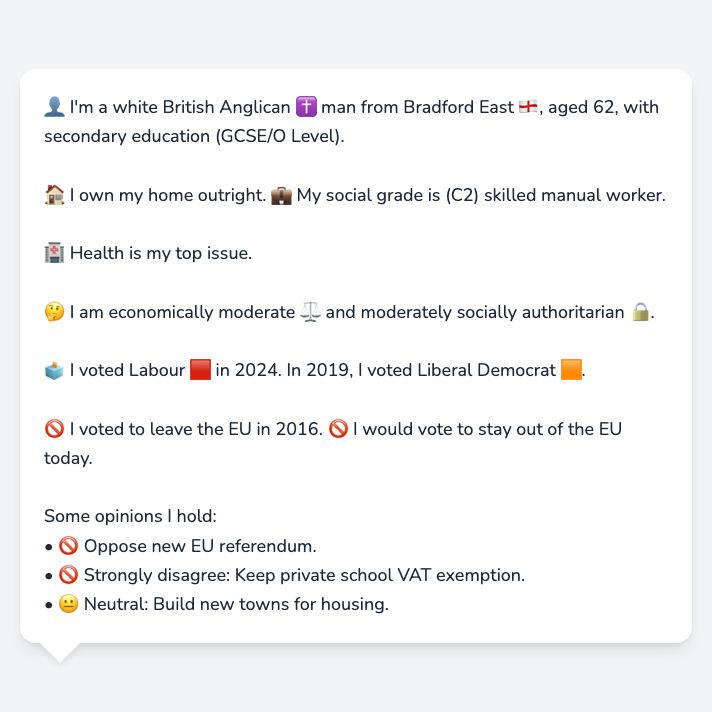 👤 I'm a white British Anglican ✝️ man from Bradford East 🏴󠁧󠁢󠁥󠁮󠁧󠁿, aged 62, with
secondary education (GCSE/O Level).
🏠 I own my home outright. 💼 My social grade is (C2) skilled manual worker.
🏥 Health is my top issue.
🤔 I am economically moderate ⚖️ and moderately socially authoritarian 🔒.
🗳️ I voted Labour 🟥 in 2024. In 2019, I voted Liberal Democrat 🟧.
🚫 I voted to leave the EU in 2016. 🚫 I would vote to stay out of the EU
today.
Some opinions I hold:
• 🚫 Oppose new EU referendum.
• 🚫 Strongly disagree: Keep private school VAT exemption.
• 😐 Neutral: Build new towns for housing.